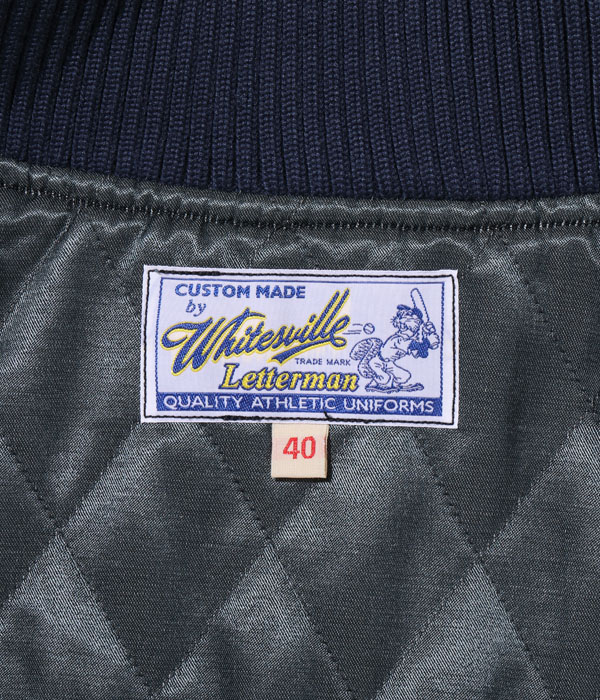 CUSTOM MADE
by
Whitesville
TRADE MARK
Letterman
QUALITY ATHLETIC UNIFORMS
40